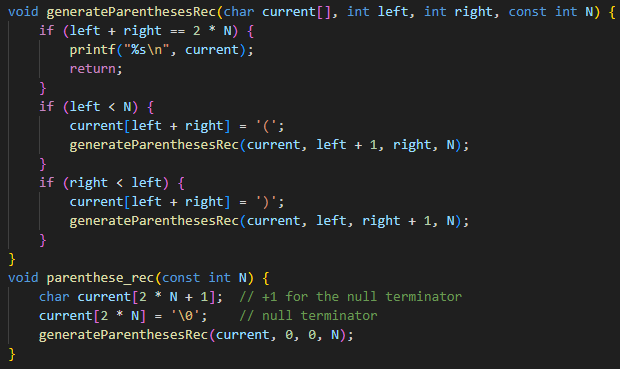 void generateParenthesesRec(char current[], int left, int right, const int N) {
    if (left + right == 2 * N) {
        printf("%s\n", current);
        return;
    }
    if (left < N) {
        current[left + right] = '(';
        generateParenthesesRec(current, left + 1, right, N);
    }
    if (right < left) {
        current[left + right] = ')';
        generateParenthesesRec(current, left, right + 1, N);
    }
}
void parenthese_rec(const int N) {
    char current[2 * N + 1];  // +1 for the null terminator
    current[2 * N] = '\0';    // null terminator
    generateParenthesesRec(current, 0, 0, N);
}